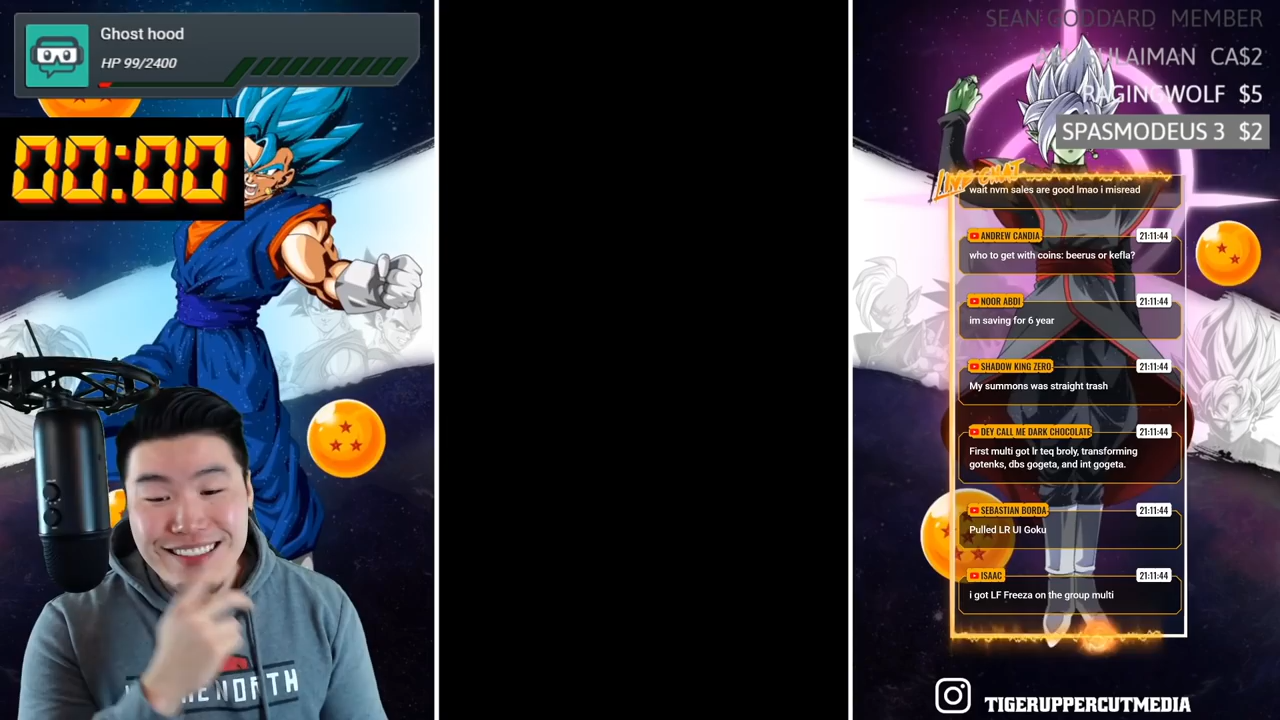 Ghost hood
HP 99/2400
00:00
SEAN GODDARD MEMBER
SULAIMAN CA$2
RAGINGWOLF $5
SPASMODEUS 3 $2
LIVE CHAT
wait nvm sales are good lmao i misread
ANDREW CANDIA 21:11:44
who to get with coins: beerus or kefla?
NOOR ABDI 21:11:44
im saving for 6 year
SHADOW KING ZERO 21:11:44
My summons was straight trash
DEY CALL ME DARK CHOCOLATE 21:11:44
First multi got lr teq broly, transforming
gotenks, dbs gogeta, and int gogeta.
SEBASTIAN BORDA 21:11:44
Pulled LR UI Goku
ISAAC 21:11:44
i got LF Freeza on the group multi
TIGERUPPERCUTMEDIA